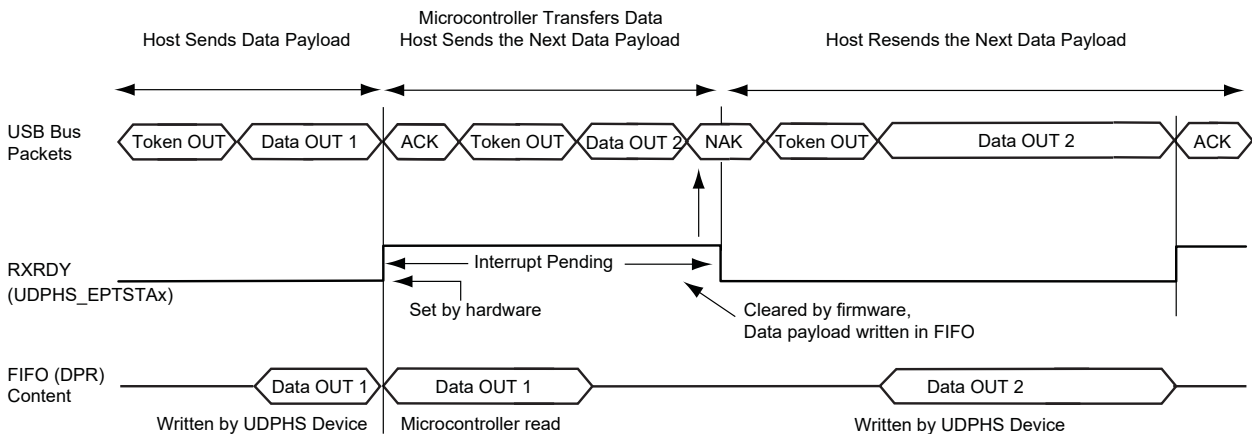 Microcontroller Transfers Data
Host Sends Data Payload
Host Sends the Next Data Payload
Host Resends the Next Data Payload
USB Bus
Packets
Token OUT
Data OUT 1
ACK
Token OUT
Data OUT 2
NAK
Token OUT
Data OUT 2
ACK
RXRDY
(UDPHS_EPTSTAx)
Interrupt Pending
Set by hardware
Cleared by firmware,
Data payload written in FIFO
FIFO (DPR)
Content
Data OUT 1
Data OUT 1
Data OUT 2
Written by UDPHS Device
Microcontroller read
Written by UDPHS Device